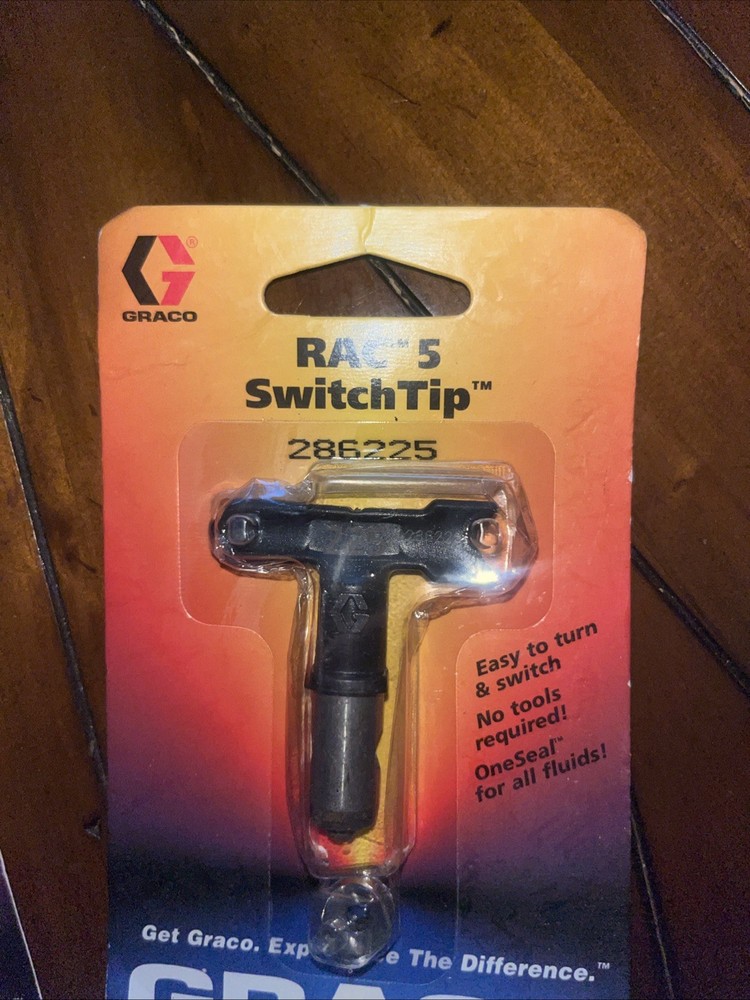 ®
GRACO
RAC™ 5
SwitchTip™
286225
Easy to turn
& switch
No tools
required!
OneSeal™
for all fluids!
Get Graco. The Difference.™